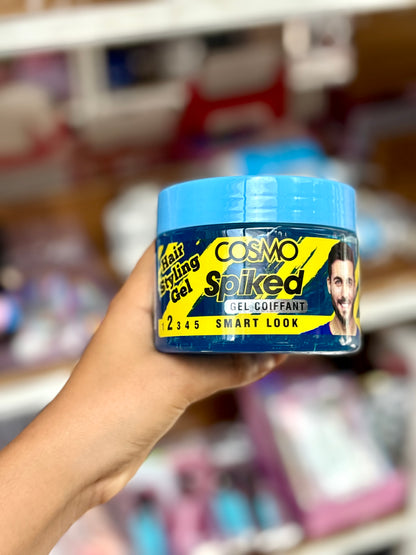 Hair
Styling
Gel
COSMO
Spiked
GEL COIFFANT
1 2 3 4 5
SMART LOOK